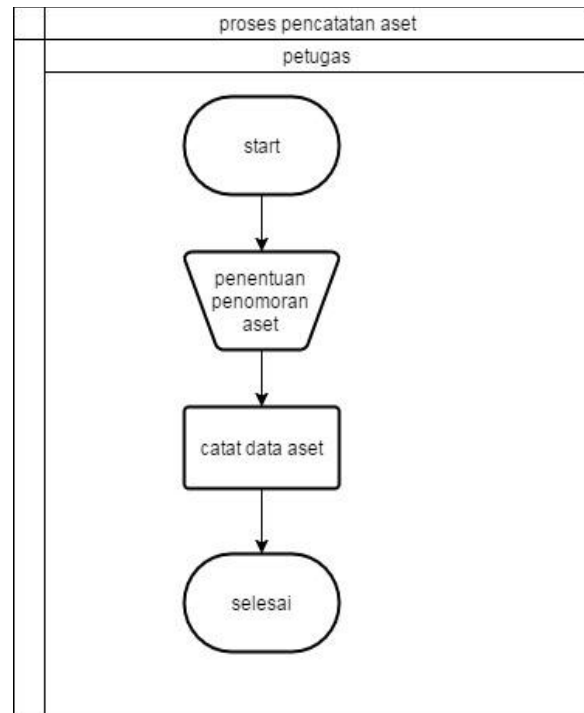 proses pencatatan aset
petugas
start
penentuan
penomoran
aset
catat data aset
selesai